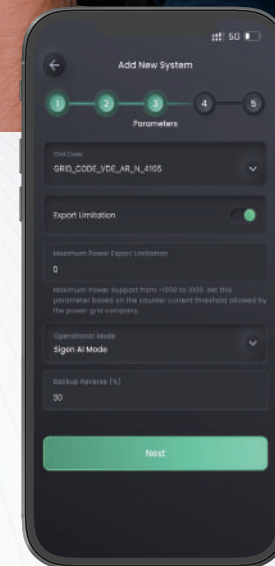 5G
Add New System
1
2
3
4
5
Parameters
Grid Code
GRID_CODE_VDE_AR_N_4105
Export Limitation
Maximum Power Export Limitation
0
Maximum Power Support from -1000 to 1000. Set this
parameter based on the counter current threshold allowed by
the power grid company.
Operational Mode
Sigen AI Mode
Backup Reverse (%)
30
Next